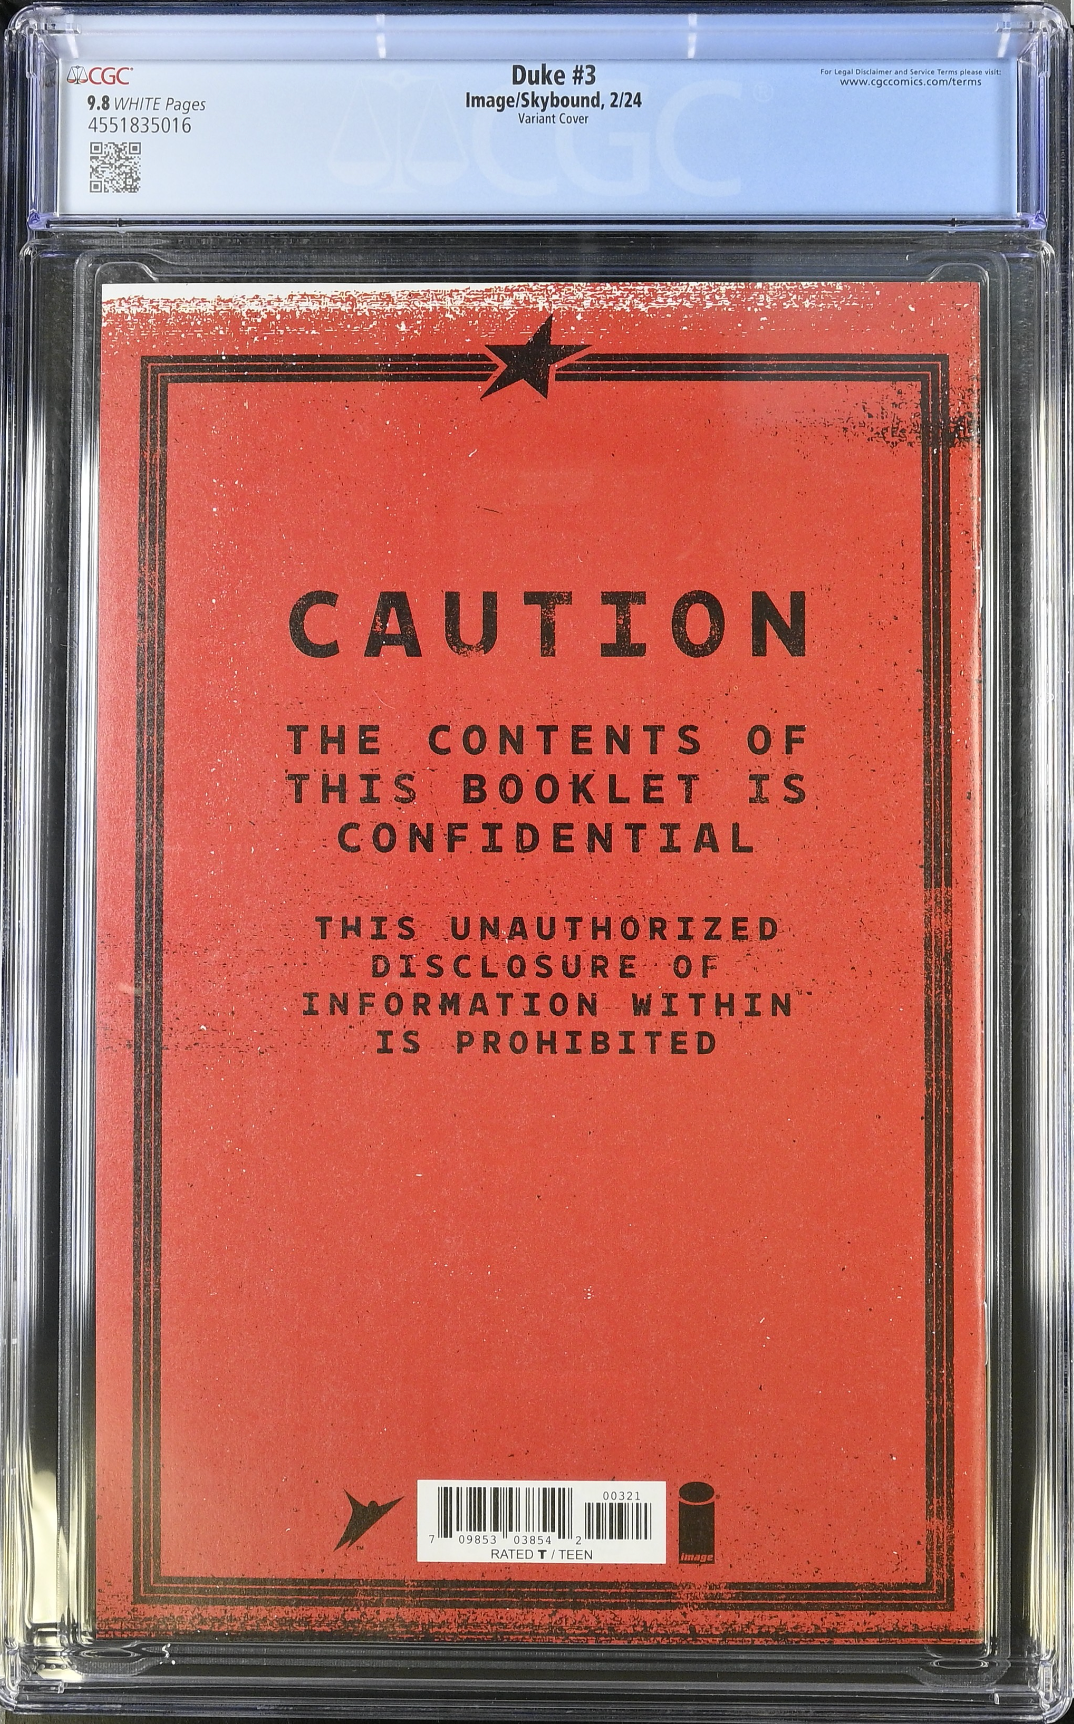 CGC
9.8 WHITE Pages
4551835016
Duke #3
Image/Skybound, 2/24
Variant Cover
For Legal Disclaimer and Service Terms please visit:
www.cgccomics.com/terms
CGC®
CAUTION
THE CONTENTS OF
THIS BOOKLET IS
CONFIDENTIAL
THIS UNAUTHORIZED
DISCLOSURE OF
INFORMATION WITHIN
IS PROHIBITED
TM
00321
7 09853 03854 2
RATED T / TEEN
image